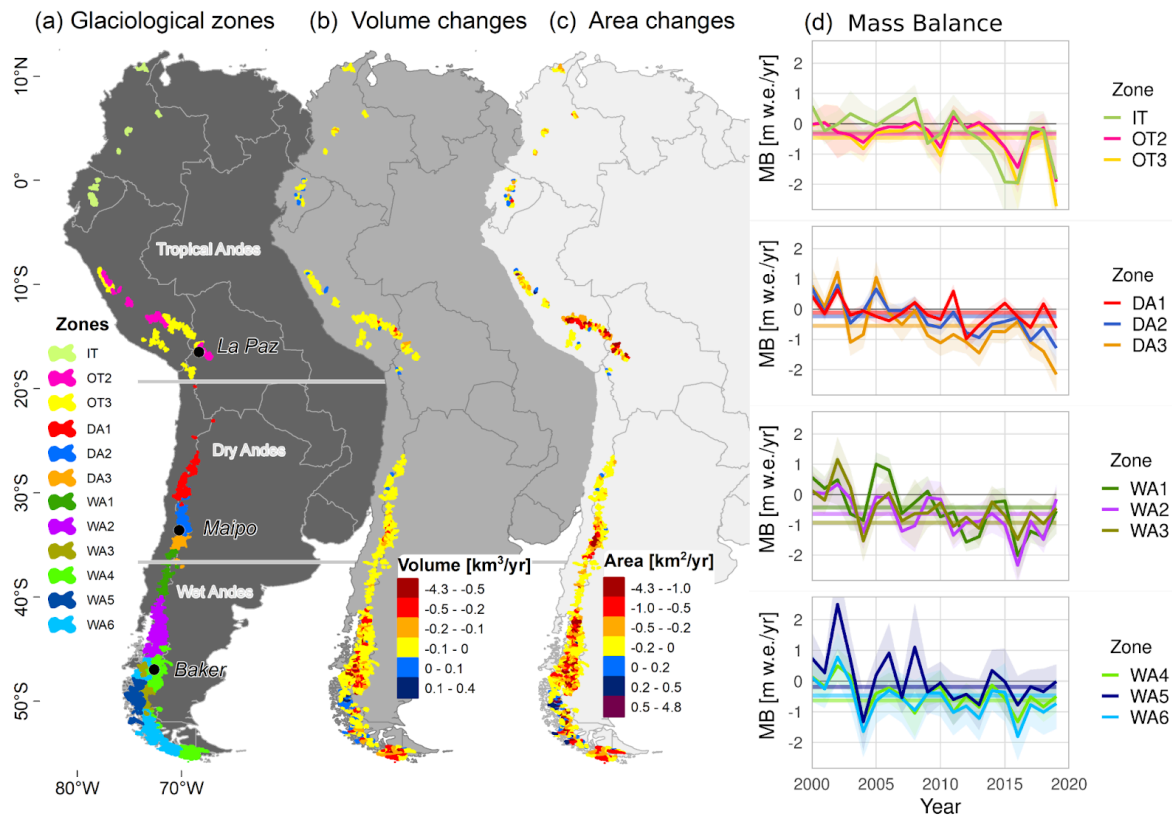 (a) Glaciological zones
(b) Volume changes
(c) Area changes
(d) Mass Balance
10°N
0°
10°S
20°S
30°S
40°S
50°S
80°W
70°W
Tropical Andes
La Paz
Dry Andes
Maipo
Wet Andes
Baker
Zones
IT
OT2
OT3
DA1
DA2
DA3
WA1
WA2
WA3
WA4
WA5
WA6
Volume [km³/yr]
-4.3 - -0.5
-0.5 - -0.2
-0.2 - -0.1
-0.1 - 0
0 - 0.1
0.1 - 0.4
Area [km²/yr]
-4.3 - -1.0
-1.0 - -0.5
-0.5 - -0.2
-0.2 - 0
0 - 0.2
0.2 - 0.5
0.5 - 4.8
MB [m w.e./yr]
2
1
0
-1
-2
Zone
IT
OT2
OT3
MB [m w.e./yr]
2
1
0
-1
-2
Zone
DA1
DA2
DA3
MB [m w.e./yr]
2
1
0
-1
-2
Zone
WA1
WA2
WA3
MB [m w.e./yr]
2
1
0
-1
-2
Zone
WA4
WA5
WA6
2000 2005 2010 2015 2020
Year